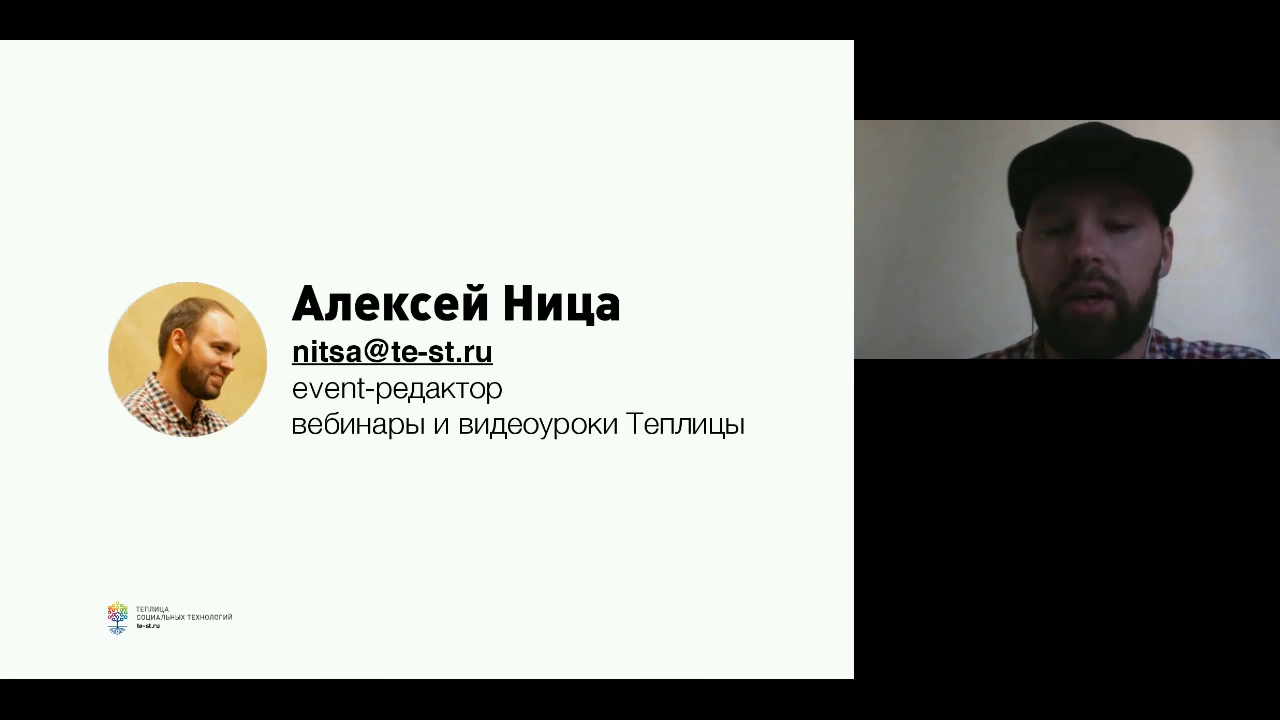 Алексей Ница
nitsa@te-st.ru
event-редактор
вебинары и видеоуроки Теплицы
ТЕПЛИЦА
СОЦИАЛЬНЫХ ТЕХНОЛОГИЙ
te-st.ru